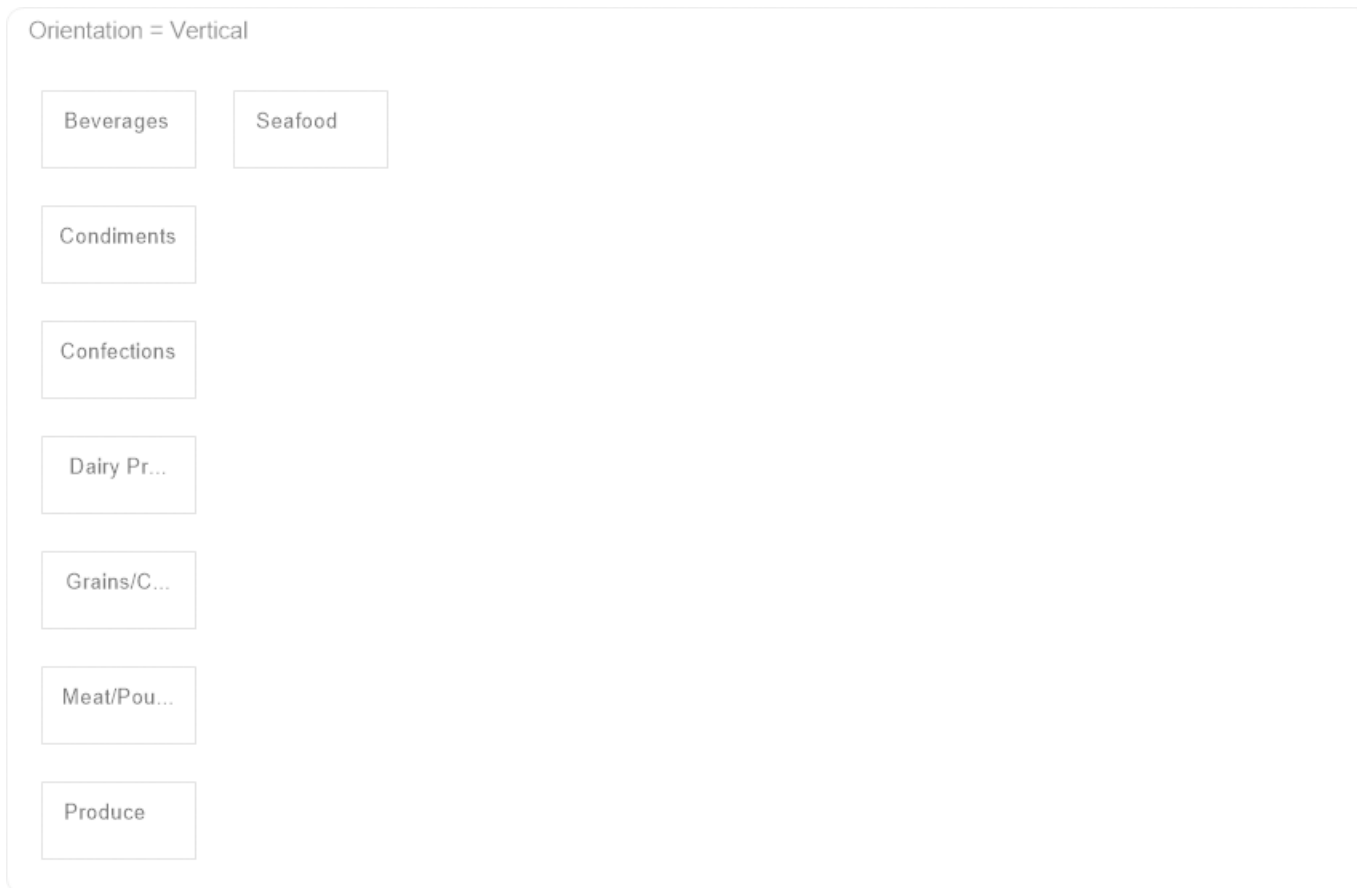 Orientation = Vertical
Beverages
Condiments
Confections
Dairy Pr...
Grains/C...
Meat/Pou...
Produce
Seafood